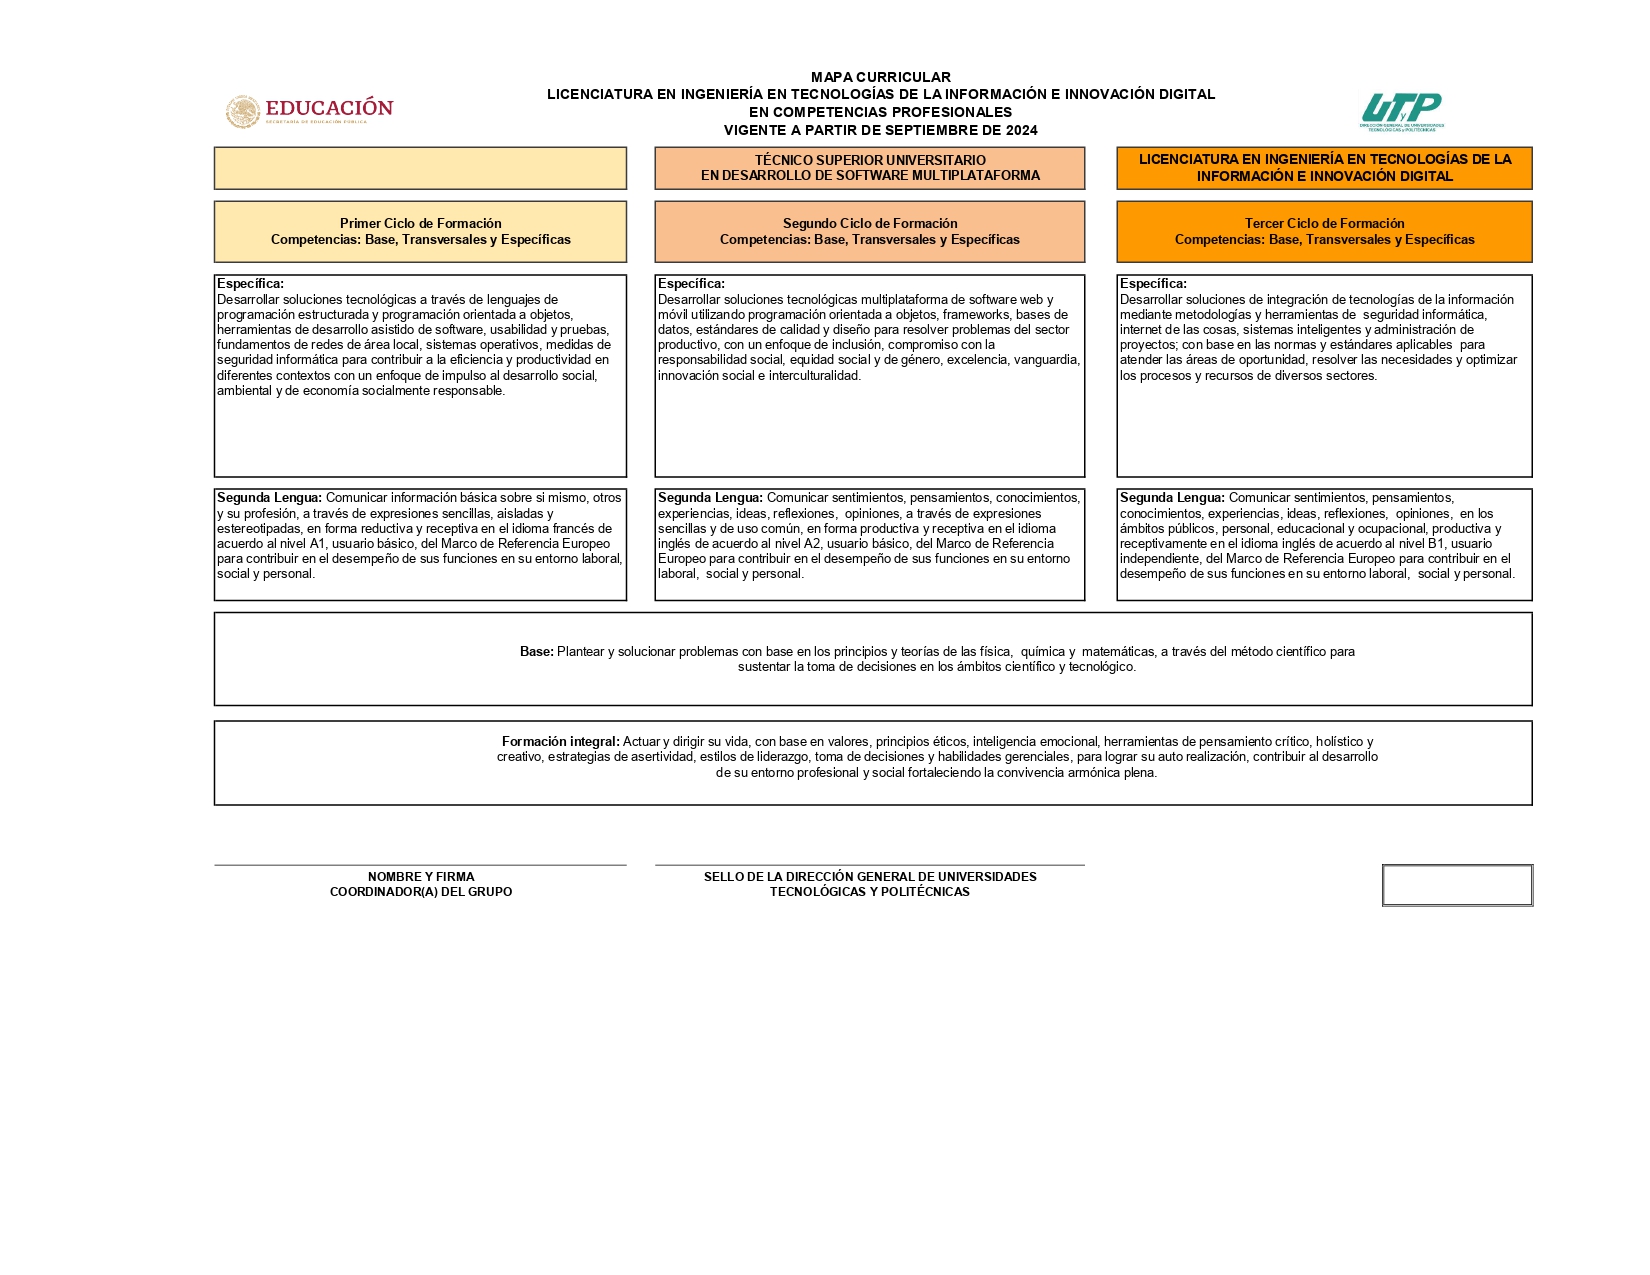 MAPA CURRICULAR
LICENCIATURA EN INGENIERÍA EN TECNOLOGÍAS DE LA INFORMACIÓN E INNOVACIÓN DIGITAL
EN COMPETENCIAS PROFESIONALES
VIGENTE A PARTIR DE SEPTIEMBRE DE 2024
EDUCACIÓN
SECRETARÍA DE EDUCACIÓN PÚBLICA
UTyP
DIRECCIÓN GENERAL DE UNIVERSIDADES
TECNOLÓGICAS y POLITÉCNICAS
TÉCNICO SUPERIOR UNIVERSITARIO
EN DESARROLLO DE SOFTWARE MULTIPLATAFORMA
LICENCIATURA EN INGENIERÍA EN TECNOLOGÍAS DE LA
INFORMACIÓN E INNOVACIÓN DIGITAL
Primer Ciclo de Formación
Competencias: Base, Transversales y Específicas
Segundo Ciclo de Formación
Competencias: Base, Transversales y Específicas
Tercer Ciclo de Formación
Competencias: Base, Transversales y Específicas
Específica:
Desarrollar soluciones tecnológicas a través de lenguajes de
programación estructurada y programación orientada a objetos,
herramientas de desarrollo asistido de software, usabilidad y pruebas,
fundamentos de redes de área local, sistemas operativos, medidas de
seguridad informática para contribuir a la eficiencia y productividad en
diferentes contextos con un enfoque de impulso al desarrollo social,
ambiental y de economía socialmente responsable.
Específica:
Desarrollar soluciones tecnológicas multiplataforma de software web y
móvil utilizando programación orientada a objetos, frameworks, bases de
datos, estándares de calidad y diseño para resolver problemas del sector
productivo, con un enfoque de inclusión, compromiso con la
responsabilidad social, equidad social y de género, excelencia, vanguardia,
innovación social e interculturalidad.
Específica:
Desarrollar soluciones de integración de tecnologías de la información
mediante metodologías y herramientas de  seguridad informática,
internet de las cosas, sistemas inteligentes y administración de
proyectos; con base en las normas y estándares aplicables  para
atender las áreas de oportunidad, resolver las necesidades y optimizar
los procesos y recursos de diversos sectores.
Segunda Lengua: Comunicar información básica sobre si mismo, otros
y su profesión, a través de expresiones sencillas, aisladas y
estereotipadas, en forma reductiva y receptiva en el idioma francés de
acuerdo al nivel A1, usuario básico, del Marco de Referencia Europeo
para contribuir en el desempeño de sus funciones en su entorno laboral,
social y personal.
Segunda Lengua: Comunicar sentimientos, pensamientos, conocimientos,
experiencias, ideas, reflexiones,  opiniones, a través de expresiones
sencillas y de uso común, en forma productiva y receptiva en el idioma
inglés de acuerdo al nivel A2, usuario básico, del Marco de Referencia
Europeo para contribuir en el desempeño de sus funciones en su entorno
laboral,  social y personal.
Segunda Lengua: Comunicar sentimientos, pensamientos,
conocimientos, experiencias, ideas, reflexiones,  opiniones,  en los
ámbitos públicos, personal, educacional y ocupacional, productiva y
receptivamente en el idioma inglés de acuerdo al nivel B1, usuario
independiente, del Marco de Referencia Europeo para contribuir en el
desempeño de sus funciones en su entorno laboral,  social y personal.
Base: Plantear y solucionar problemas con base en los principios y teorías de las física,  química y  matemáticas, a través del método científico para
sustentar la toma de decisiones en los ámbitos científico y tecnológico.
Formación integral: Actuar y dirigir su vida, con base en valores, principios éticos, inteligencia emocional, herramientas de pensamiento crítico, holístico y
creativo, estrategias de asertividad, estilos de liderazgo, toma de decisiones y habilidades gerenciales, para lograr su auto realización, contribuir al desarrollo
de su entorno profesional y social fortaleciendo la convivencia armónica plena.
NOMBRE Y FIRMA
COORDINADOR(A) DEL GRUPO
SELLO DE LA DIRECCIÓN GENERAL DE UNIVERSIDADES
TECNOLÓGICAS Y POLITÉCNICAS